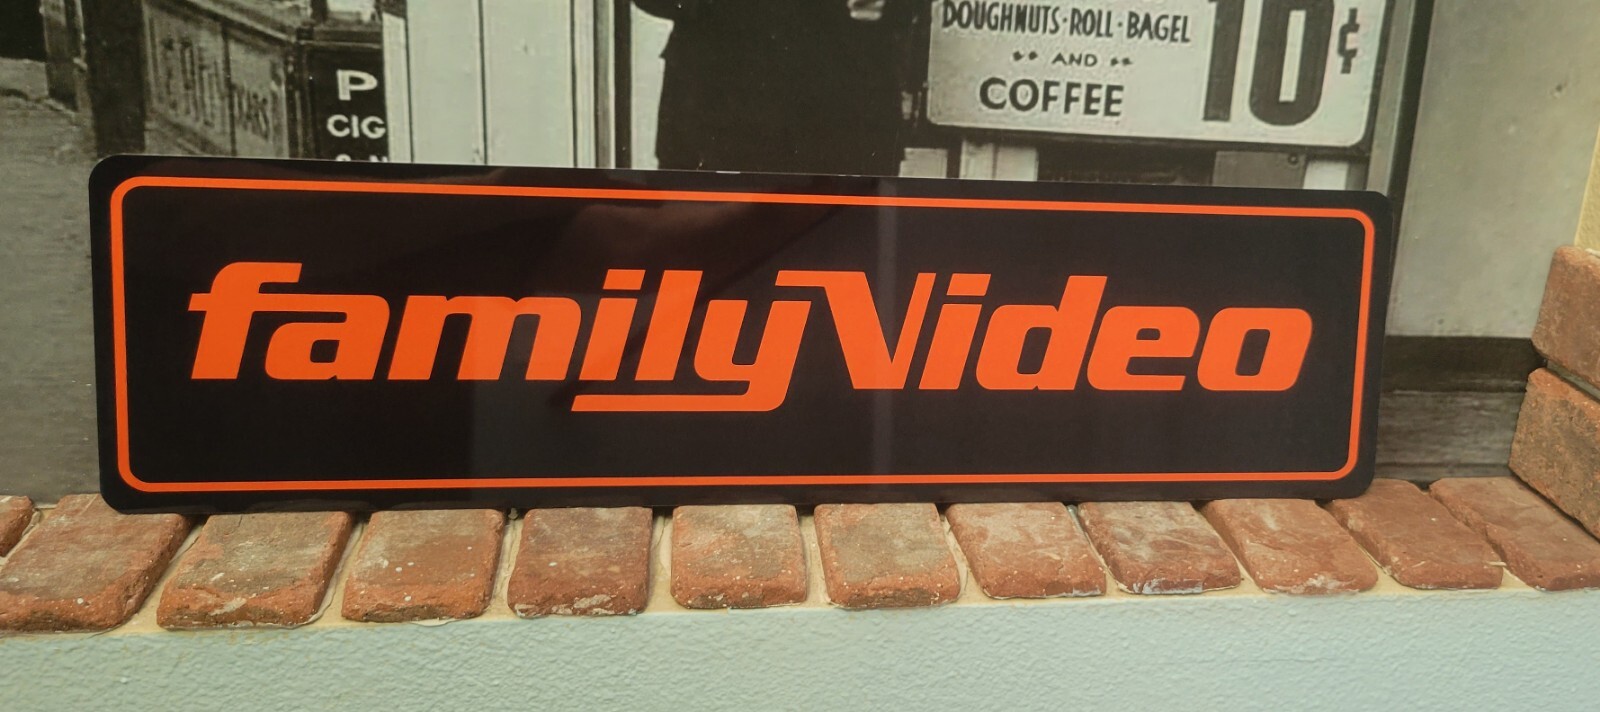 DOUGHNUTS·ROLL·BAGEL
AND
COFFEE
10¢
P
CIG
familyVideo